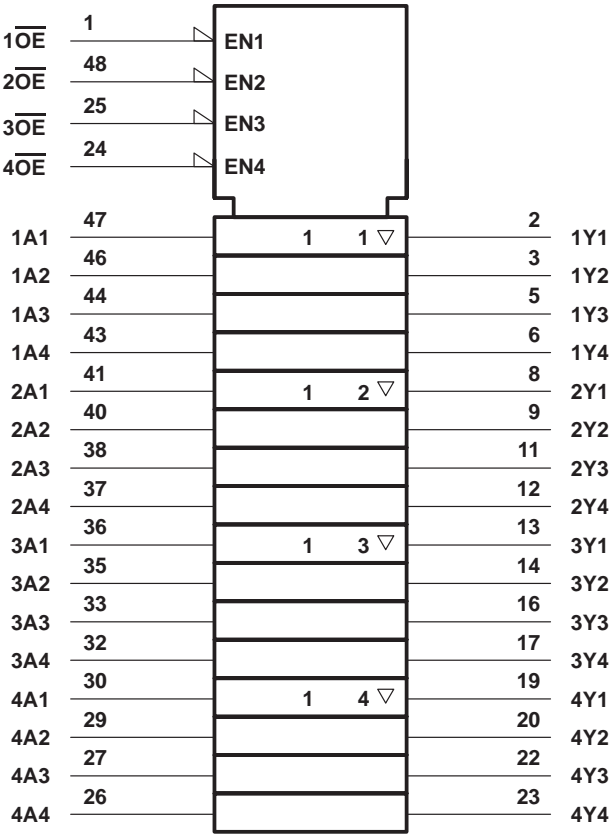 1O̅E̅ 1 EN1
2O̅E̅ 48 EN2
3O̅E̅ 25 EN3
4O̅E̅ 24 EN4
1A1 47 1 1 ▽ 2 1Y1
1A2 46 3 1Y2
1A3 44 5 1Y3
1A4 43 6 1Y4
2A1 41 1 2 ▽ 8 2Y1
2A2 40 9 2Y2
2A3 38 11 2Y3
2A4 37 12 2Y4
3A1 36 1 3 ▽ 13 3Y1
3A2 35 14 3Y2
3A3 33 16 3Y3
3A4 32 17 3Y4
4A1 30 1 4 ▽ 19 4Y1
4A2 29 20 4Y2
4A3 27 22 4Y3
4A4 26 23 4Y4